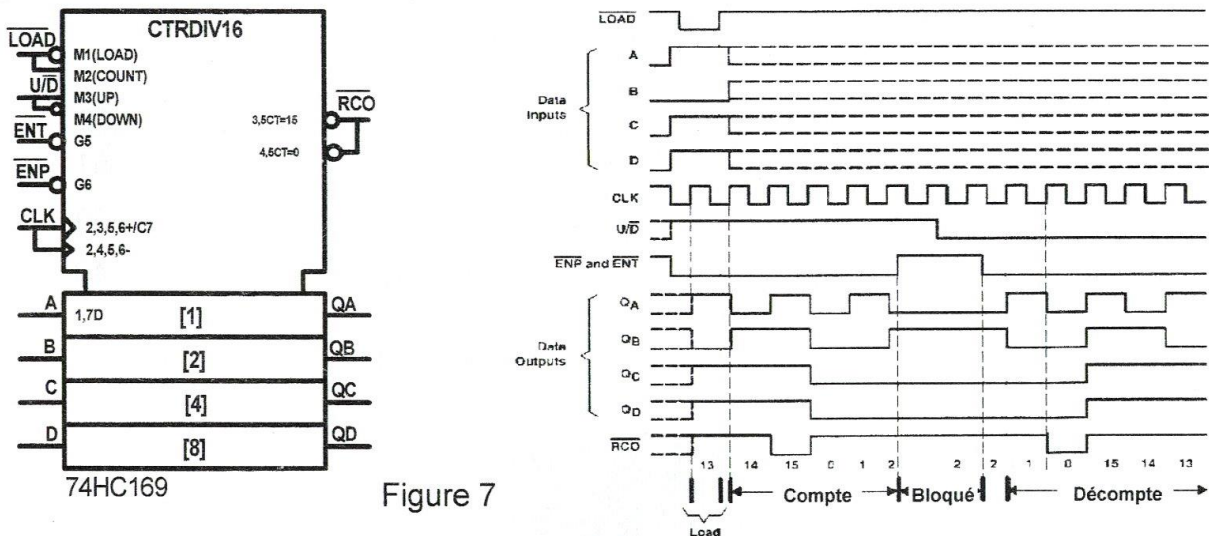 CTRDIV16
LOAD
M1(LOAD)
M2(COUNT)
U/D
M3(UP)
M4(DOWN)
ENT
G5
ENP
G6
CLK
2,3,5,6+/C7
2,4,5,6-
3,5CT=15
4,5CT=0
RCO
A
1,7D
[1]
QA
B
[2]
QB
C
[4]
QC
D
[8]
QD
74HC169
Figure 7
LOAD
A
B
Data
Inputs
C
D
CLK
U/D
ENP and ENT
QA
QB
Data
Outputs
QC
QD
RCO
13 14 15 0 1 2 2 2 1 0 15 14 13
Compte Bloqué Décompte
Load